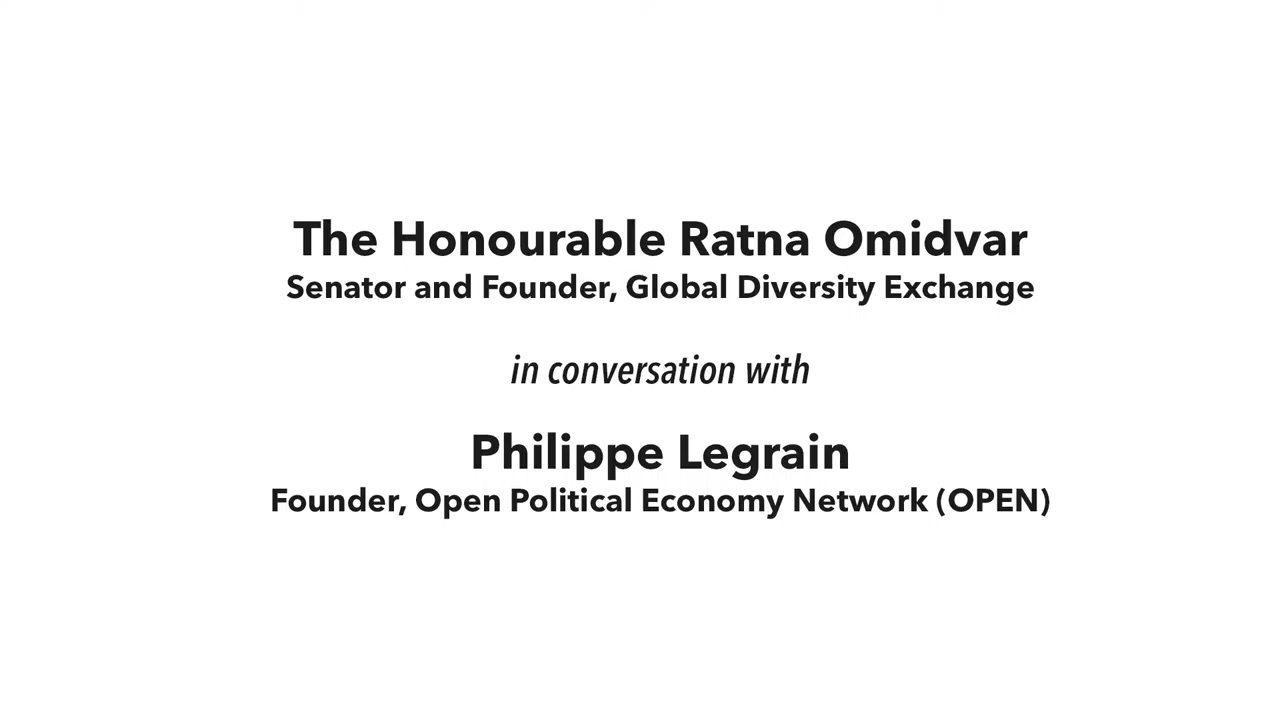 The Honourable Ratna Omidvar
Senator and Founder, Global Diversity Exchange
in conversation with
Philippe Legrain
Founder, Open Political Economy Network (OPEN)